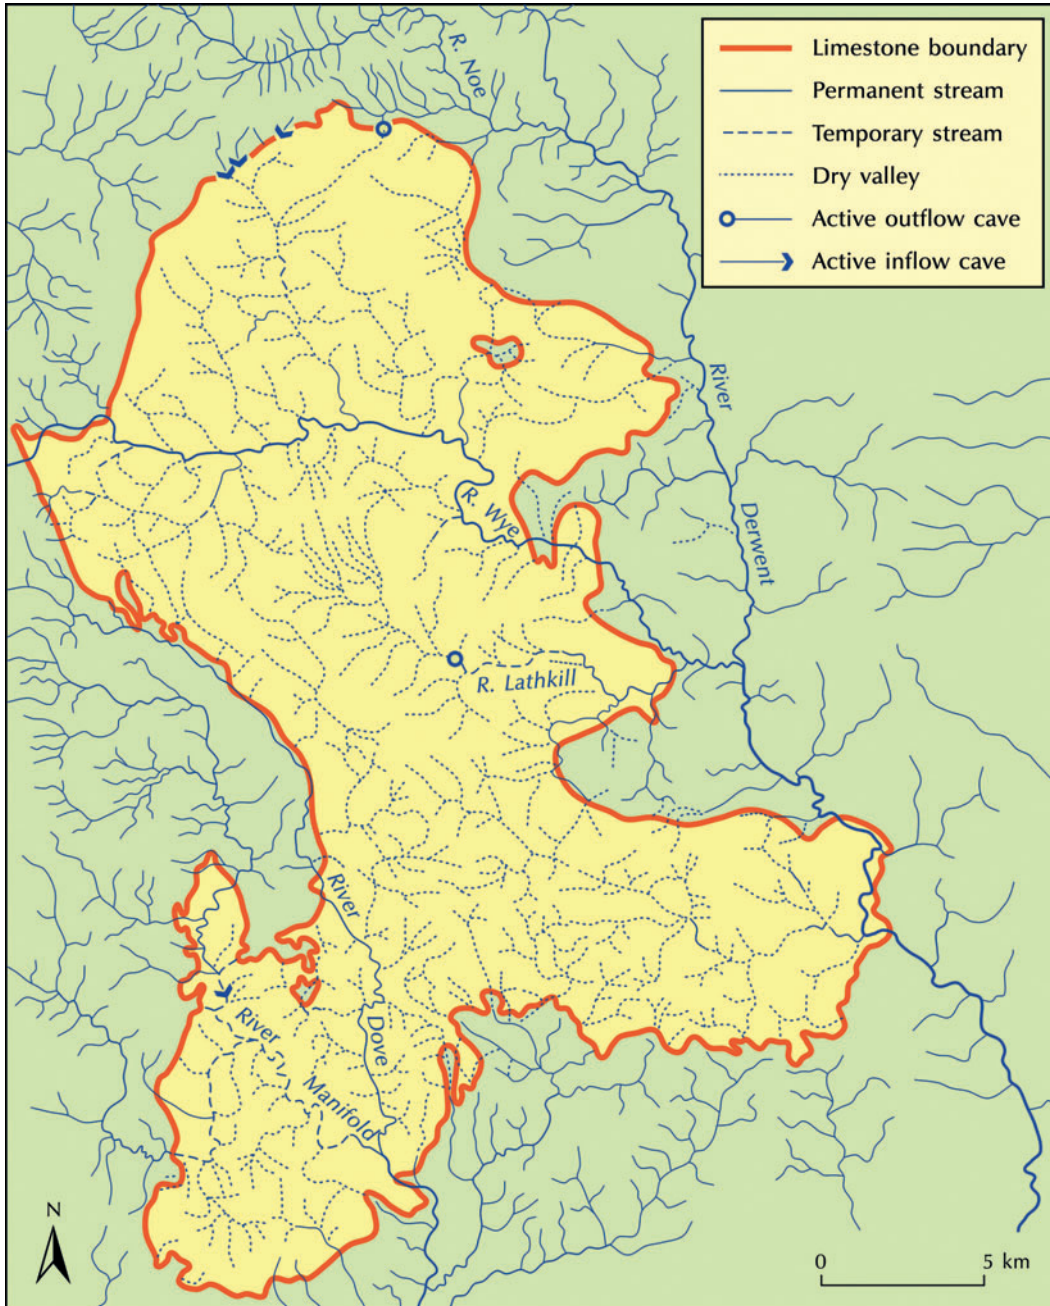 R. Noe
Limestone boundary
Permanent stream
Temporary stream
Dry valley
Active outflow cave
Active inflow cave
River
Derwent
R. Wye
R. Lathkill
River
Dove
River
Manifold
N
0
5 km